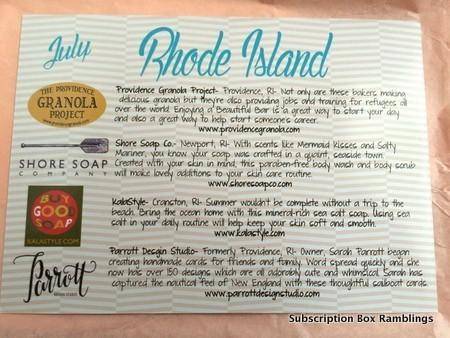 July
Rhode Island
THE PROVIDENCE
GRANOLA
PROJECT
Providence Granola Project- Providence, RI- Not only are these bakers making
delicious granola but they're also providing jobs and training for refugees all
over the world. Enjoying a Beautiful Bar is a great way to start your day
and also a great way to help start someone's career.
www.providencegranola.com
SHORE SOAP
COMPANY
Shore Soap Co.- Newport, RI- With scents like Mermaid Kisses and Salty
Mariner, you know your soap was crafted in a quaint, seaside town.
Created with your skin in mind, this paraben-free body wash and body scrub
will make lovely additions to your skin care routine.
www.shoresoapco.com
BUY
GOOD
SOAP
KALASTYLE.COM
KalaStyle- Cranston, RI- Summer wouldn't be complete without a trip to the
beach. Bring the ocean home with this mineral-rich sea salt soap. Using sea
salt in your daily routine will help keep your skin soft and smooth.
www.kalastyle.com
Parrott
DESIGN STUDIO
Parrott Desgin Studio- Formerly Providence, RI- Owner, Sarah Parrott began
creating handmade cards for friends and family. Word spread quickly and she
now has over 150 designs which are all adorably cute and whimsical. Sarah has
captured the nautical feel of New England with these thoughtful sailboat cards.
www.parrottdesignstudio.com
Subscription Box Ramblings